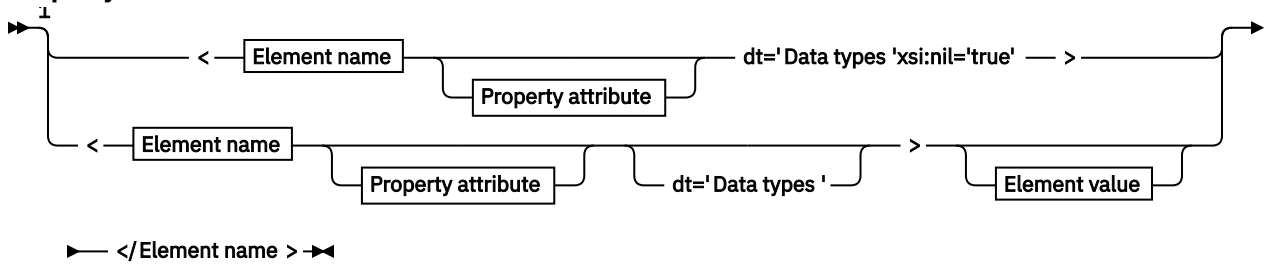 1
< Element name dt='Data types 'xsi:nil='true' >
Property attribute
< Element name >
Property attribute dt='Data types ' Element value
</Element name >